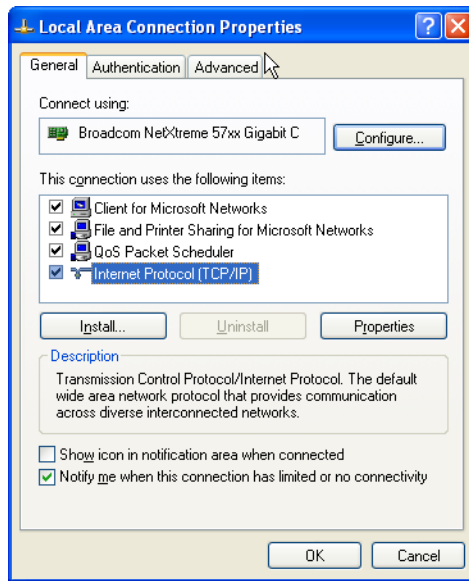 Local Area Connection Properties
General Authentication Advanced
Connect using:
Broadcom NetXtreme 57xx Gigabit C
Configure...
This connection uses the following items:
Client for Microsoft Networks
File and Printer Sharing for Microsoft Networks
QoS Packet Scheduler
Internet Protocol (TCP/IP)
Install... Uninstall Properties
Description
Transmission Control Protocol/Internet Protocol. The default
wide area network protocol that provides communication
across diverse interconnected networks.
Show icon in notification area when connected
Notify me when this connection has limited or no connectivity
OK Cancel